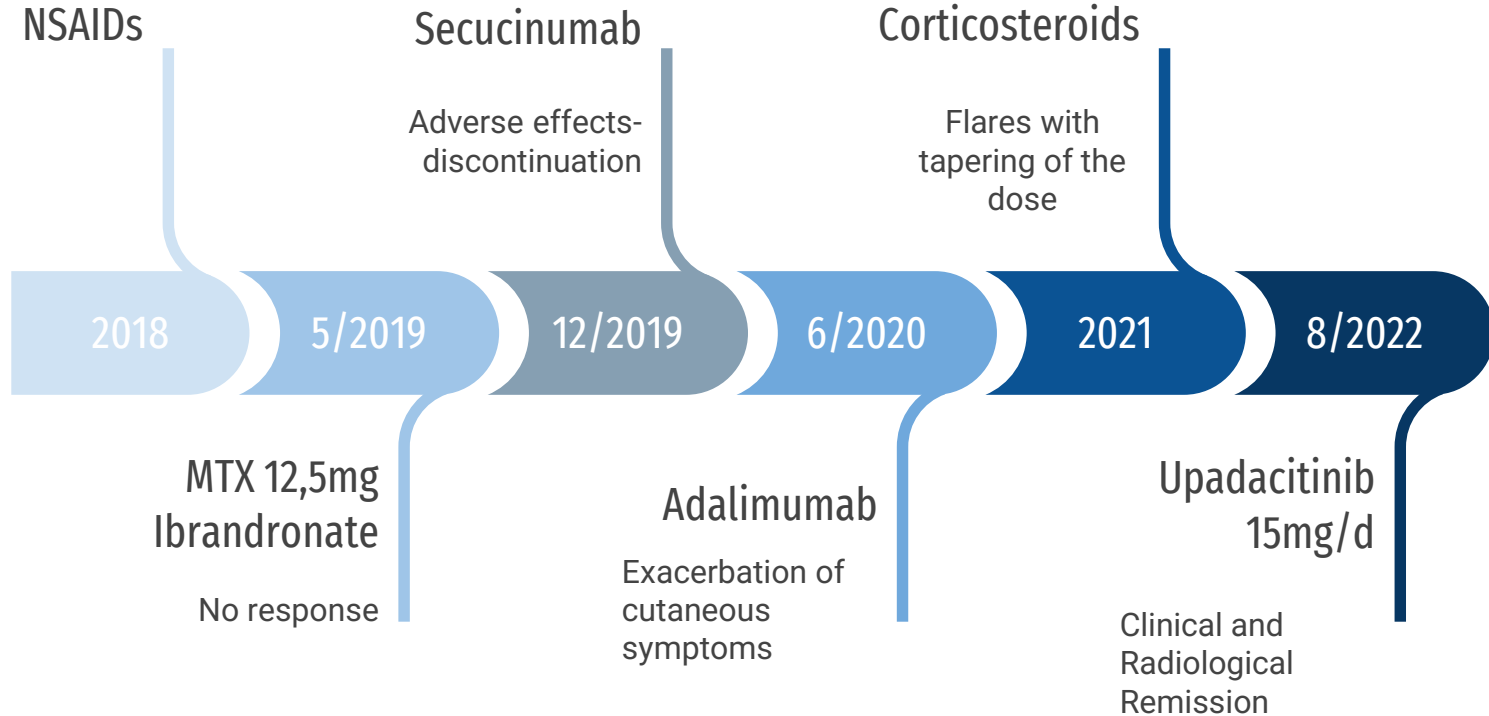 NSAIDs
Secucinumab
Adverse effects-
discontinuation
Corticosteroids
Flares with
tapering of the
dose
2018
5/2019
12/2019
6/2020
2021
8/2022
MTX 12,5mg
Ibrandronate
No response
Adalimumab
Exacerbation of
cutaneous
symptoms
Upadacitinib
15mg/d
Clinical and
Radiological
Remission